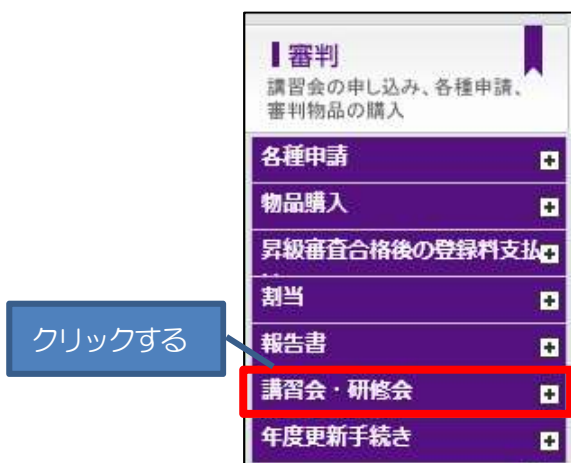 審判
講習会の申し込み、各種申請、
審判物品の購入
各種申請
物品購入
昇級審査合格後の登録料支払
割当
報告書
講習会・研修会
年度更新手続き
クリックする